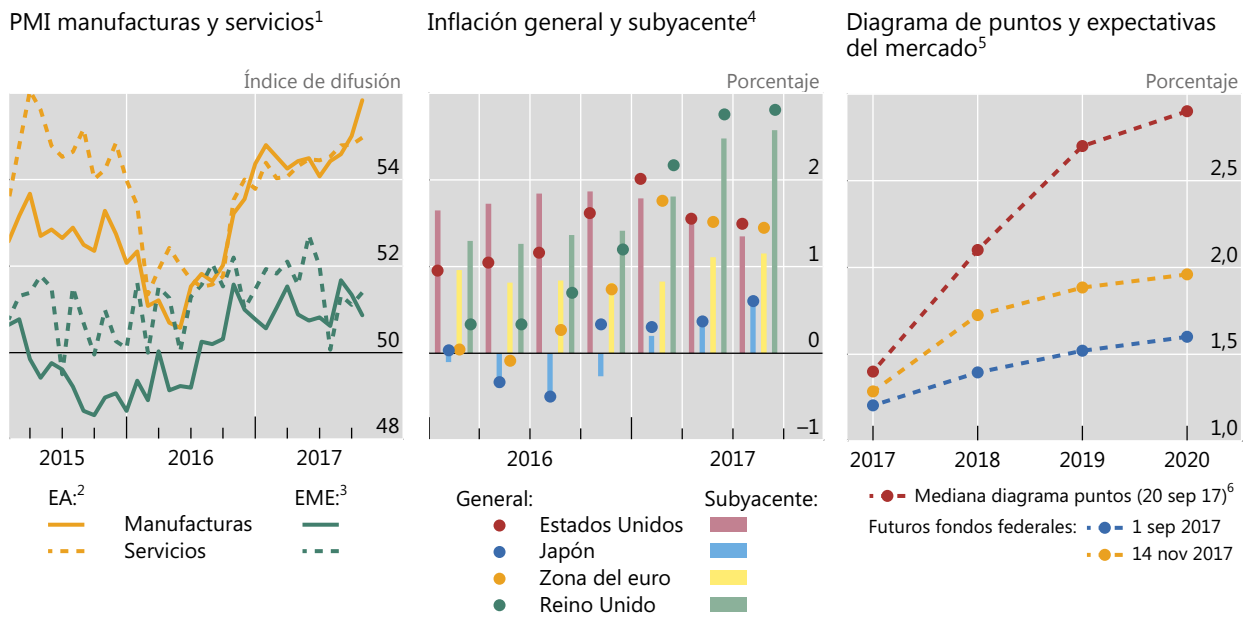 PMI manufacturas y servicios1
Índice de difusión
54
52
50
48
2015 2016 2017
EA:2 EME:3
Manufacturas
Servicios
Inflación general y subyacente4
Porcentaje
2
1
0
–1
2016 2017
General: Subyacente:
Estados Unidos
Japón
Zona del euro
Reino Unido
Diagrama de puntos y expectativas
del mercado5
Porcentaje
2,5
2,0
1,5
1,0
2017 2018 2019 2020
Mediana diagrama puntos (20 sep 17)6
Futuros fondos federales: 1 sep 2017
14 nov 2017